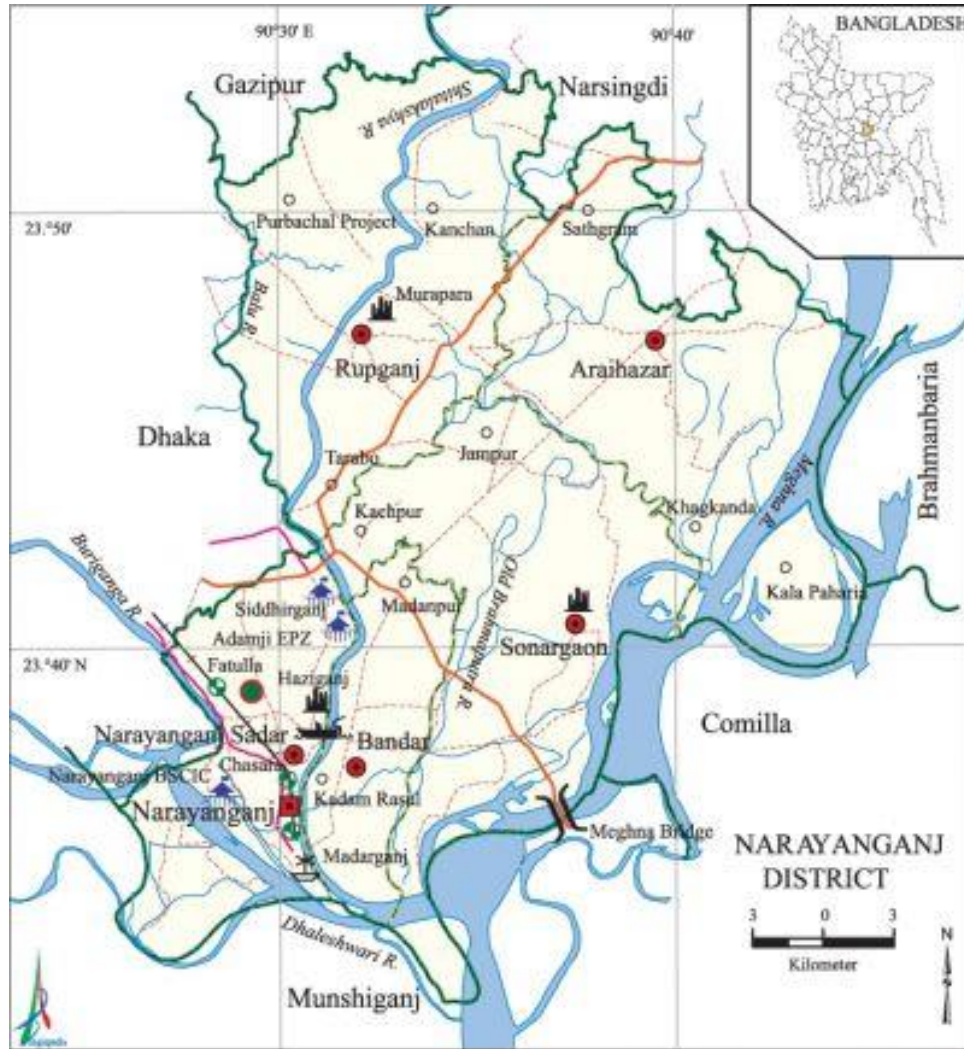 90°30' E
90°40'
BANGLADESH
Gazipur
Narsingdi
Shitalakshya R.
23.°50'
Purbachal Project
Kanchan
Sathgram
Balu R.
Murapara
Rupganj
Araihazar
Dhaka
Brahmanbaria
Jampur
Tarabo
Meghna R.
Khagkanda
Kachpur
Buriganga R.
Kala Paharia
Siddhirganj
Madanpur
Old Brahmaputra R.
Adamji EPZ
Sonargaon
23.°40' N
Fatulla
Haziganj
Comilla
Narayanganj Sadar
Bandar
Chasara
Narayanganj BSCIC
Kadam Rasul
Narayanganj
Meghna Bridge
Madarganj
NARAYANGANJ
DISTRICT
3 0 3
Kilometer
N
Dhaleshwari R.
Munshiganj